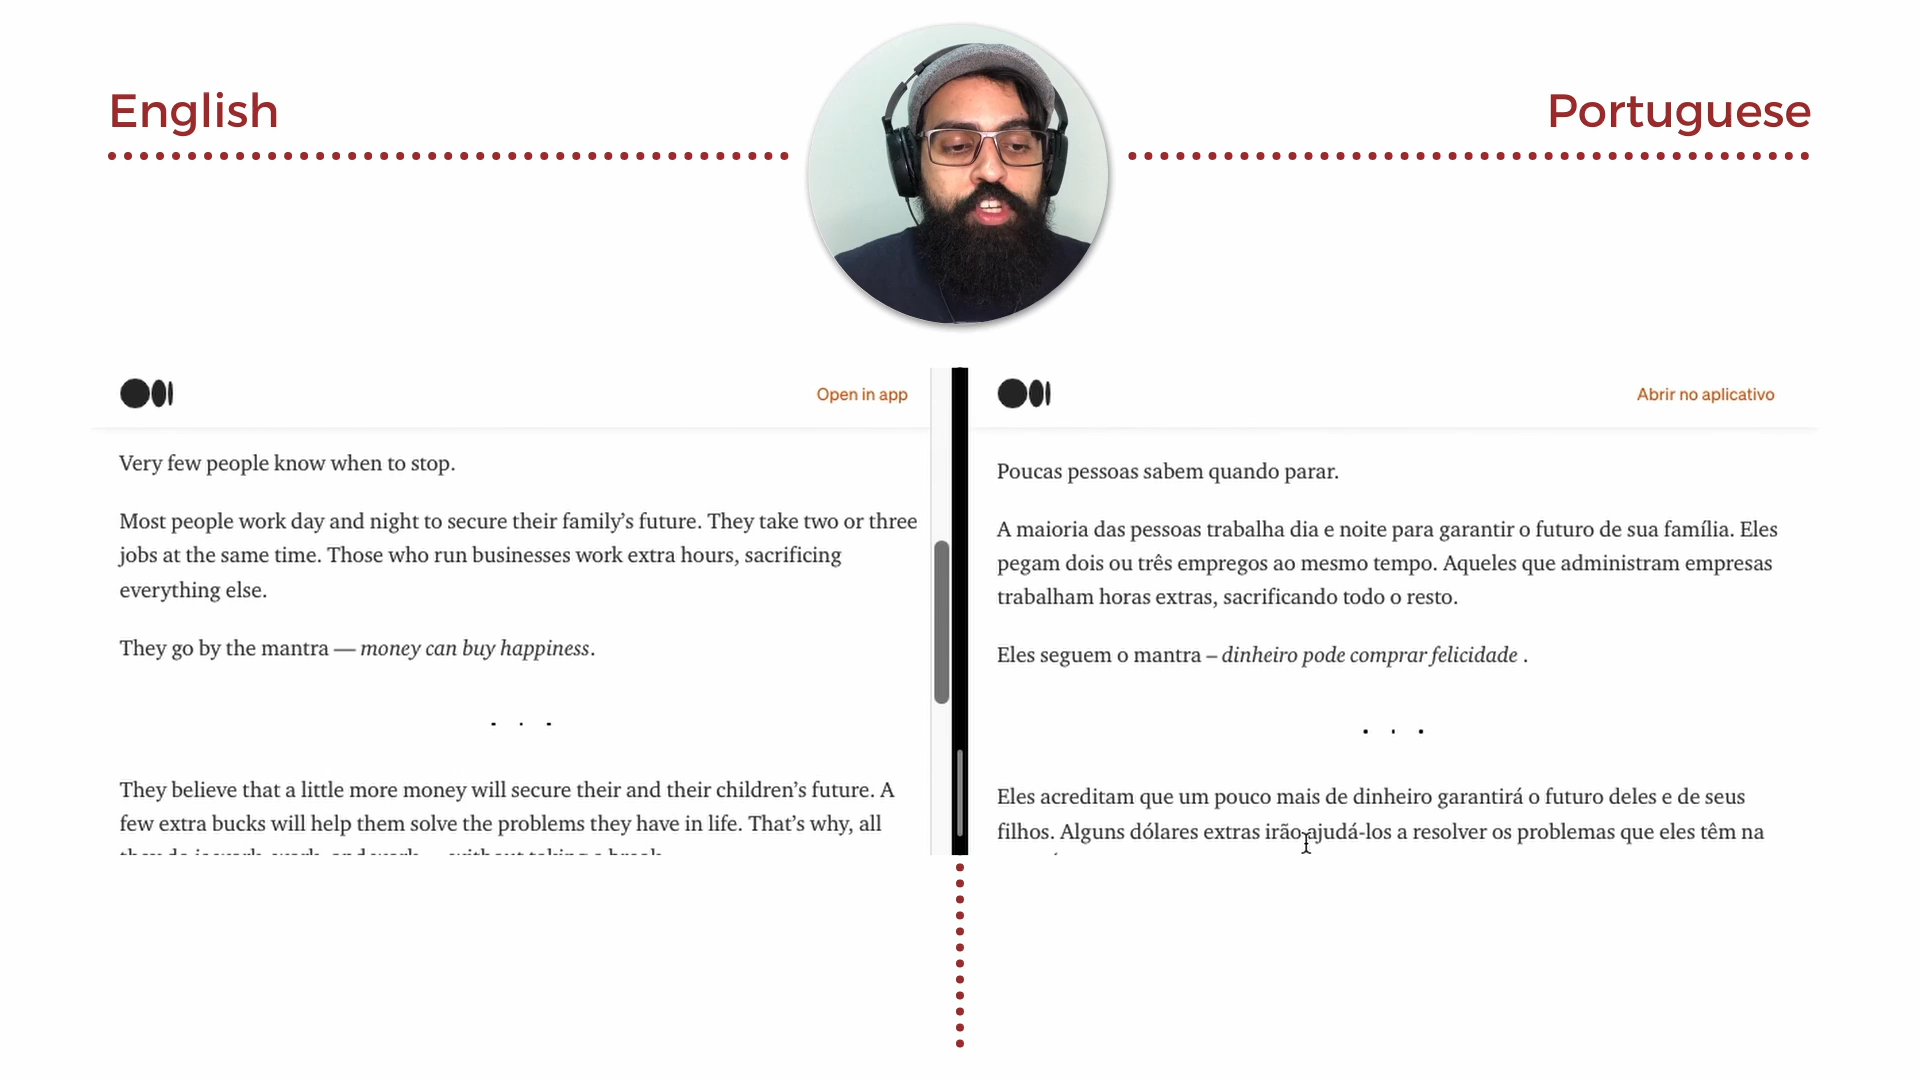 English
Portuguese
Open in app
Very few people know when to stop.
Most people work day and night to secure their family’s future. They take two or three
jobs at the same time. Those who run businesses work extra hours, sacrificing
everything else.
They go by the mantra — money can buy happiness.
. . .
They believe that a little more money will secure their and their children’s future. A
few extra bucks will help them solve the problems they have in life. That’s why, all
Abrir no aplicativo
Poucas pessoas sabem quando parar.
A maioria das pessoas trabalha dia e noite para garantir o futuro de sua família. Eles
pegam dois ou três empregos ao mesmo tempo. Aqueles que administram empresas
trabalham horas extras, sacrificando todo o resto.
Eles seguem o mantra – dinheiro pode comprar felicidade .
. . .
Eles acreditam que um pouco mais de dinheiro garantirá o futuro deles e de seus
filhos. Alguns dólares extras irão ajudá-los a resolver os problemas que eles têm na